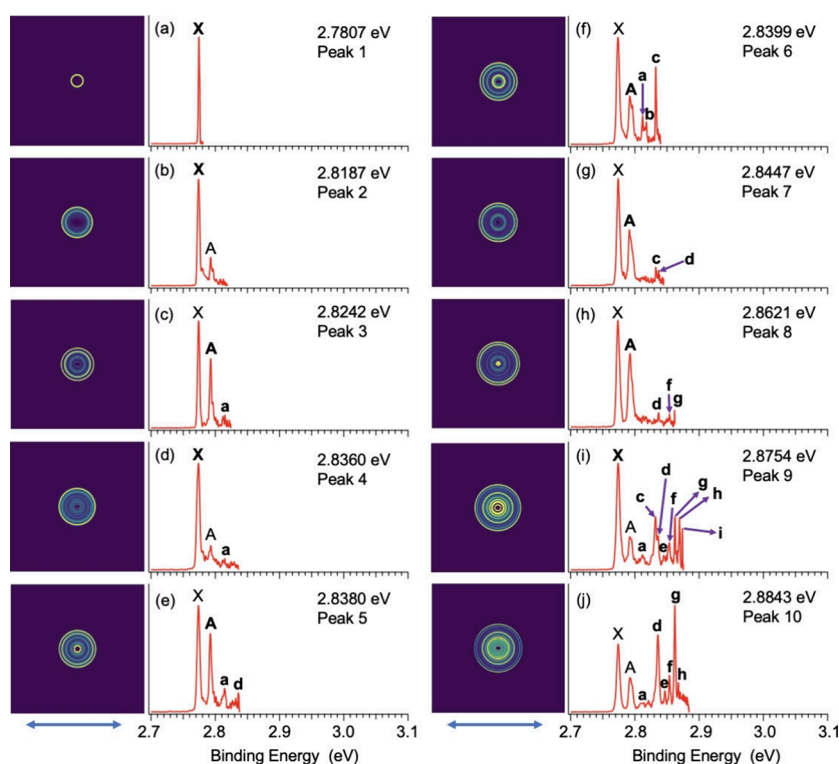 (a)
X
2.7807 eV
Peak 1
(b)
X
A
2.8187 eV
Peak 2
(c)
X
A
a
2.8242 eV
Peak 3
(d)
X
A
a
2.8360 eV
Peak 4
(e)
X
A
a
d
2.8380 eV
Peak 5
2.7 2.8 2.9 3.0 3.1
Binding Energy (eV)
(f)
X
A
a
b
c
2.8399 eV
Peak 6
(g)
X
A
c
d
2.8447 eV
Peak 7
(h)
X
A
d
f
g
2.8621 eV
Peak 8
(i)
X
A
a
c
d
e
f
g
h
i
2.8754 eV
Peak 9
(j)
X
A
a
d
e
f
g
h
2.8843 eV
Peak 10
2.7 2.8 2.9 3.0 3.1
Binding Energy (eV)